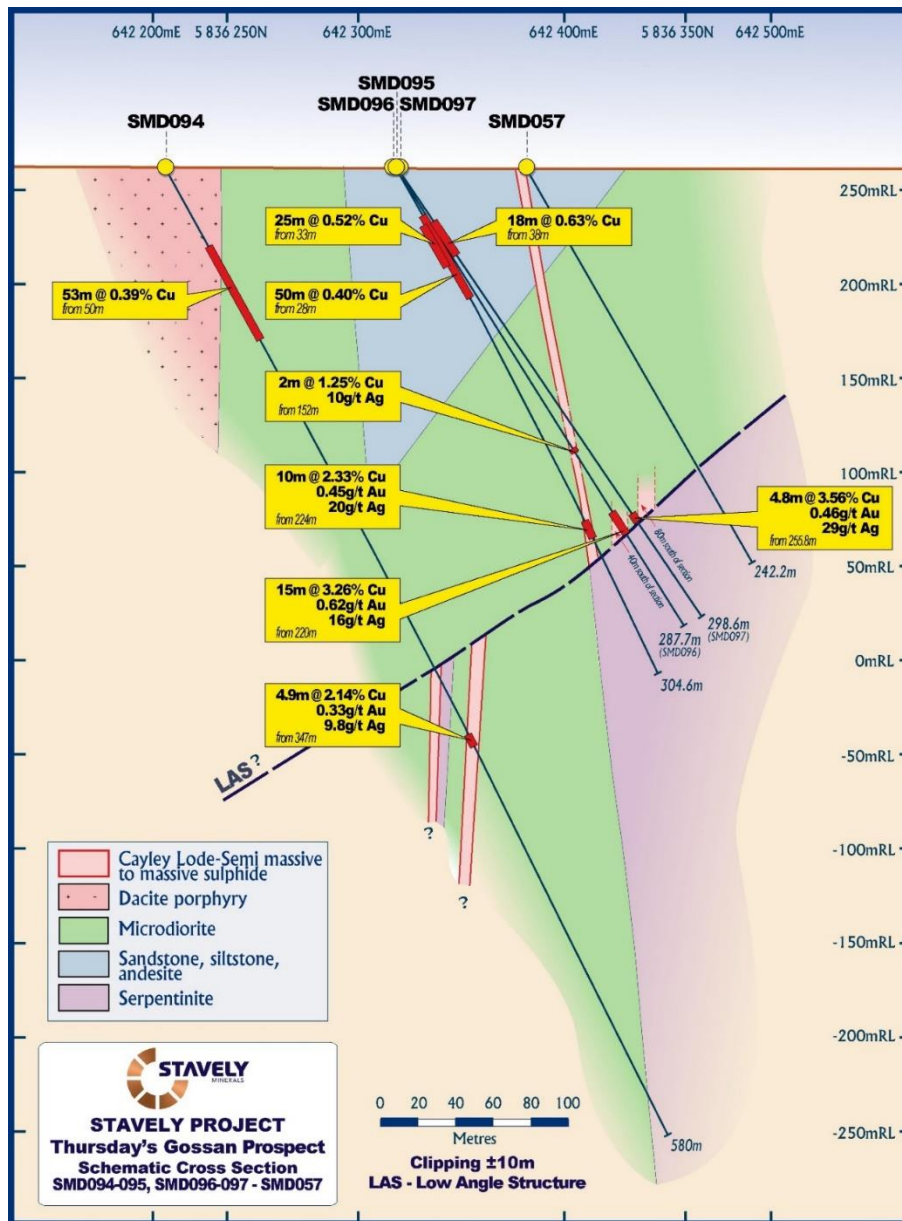 642 200mE 5 836 250N 642 300mE 642 400mE 5 836 350N 642 500mE
SMD095
SMD096 SMD097
SMD094
SMD057
250mRL
25m @ 0.52% Cu
from 33m
18m @ 0.63% Cu
from 38m
200mRL
53m @ 0.39% Cu
from 50m
50m @ 0.40% Cu
from 28m
150mRL
2m @ 1.25% Cu
10g/t Ag
from 152m
100mRL
10m @ 2.33% Cu
0.45g/t Au
20g/t Ag
from 224m
4.8m @ 3.56% Cu
0.46g/t Au
29g/t Ag
from 255.8m
80m south of section
40m south of section
242.2m
50mRL
15m @ 3.26% Cu
0.62g/t Au
16g/t Ag
from 220m
298.6m
(SMD097)
287.7m
(SMD096)
304.6m
0mRL
4.9m @ 2.14% Cu
0.33g/t Au
9.8g/t Ag
from 347m
-50mRL
LAS ?
?
?
-100mRL
-150mRL
-200mRL
-250mRL
580m
Cayley Lode-Semi massive
to massive sulphide
Dacite porphyry
Microdiorite
Sandstone, siltstone,
andesite
Serpentinite
STAVELY
MINERALS
STAVELY PROJECT
Thursday's Gossan Prospect
Schematic Cross Section
SMD094-095, SMD096-097 - SMD057
0 20 40 60 80 100
Metres
Clipping ±10m
LAS - Low Angle Structure